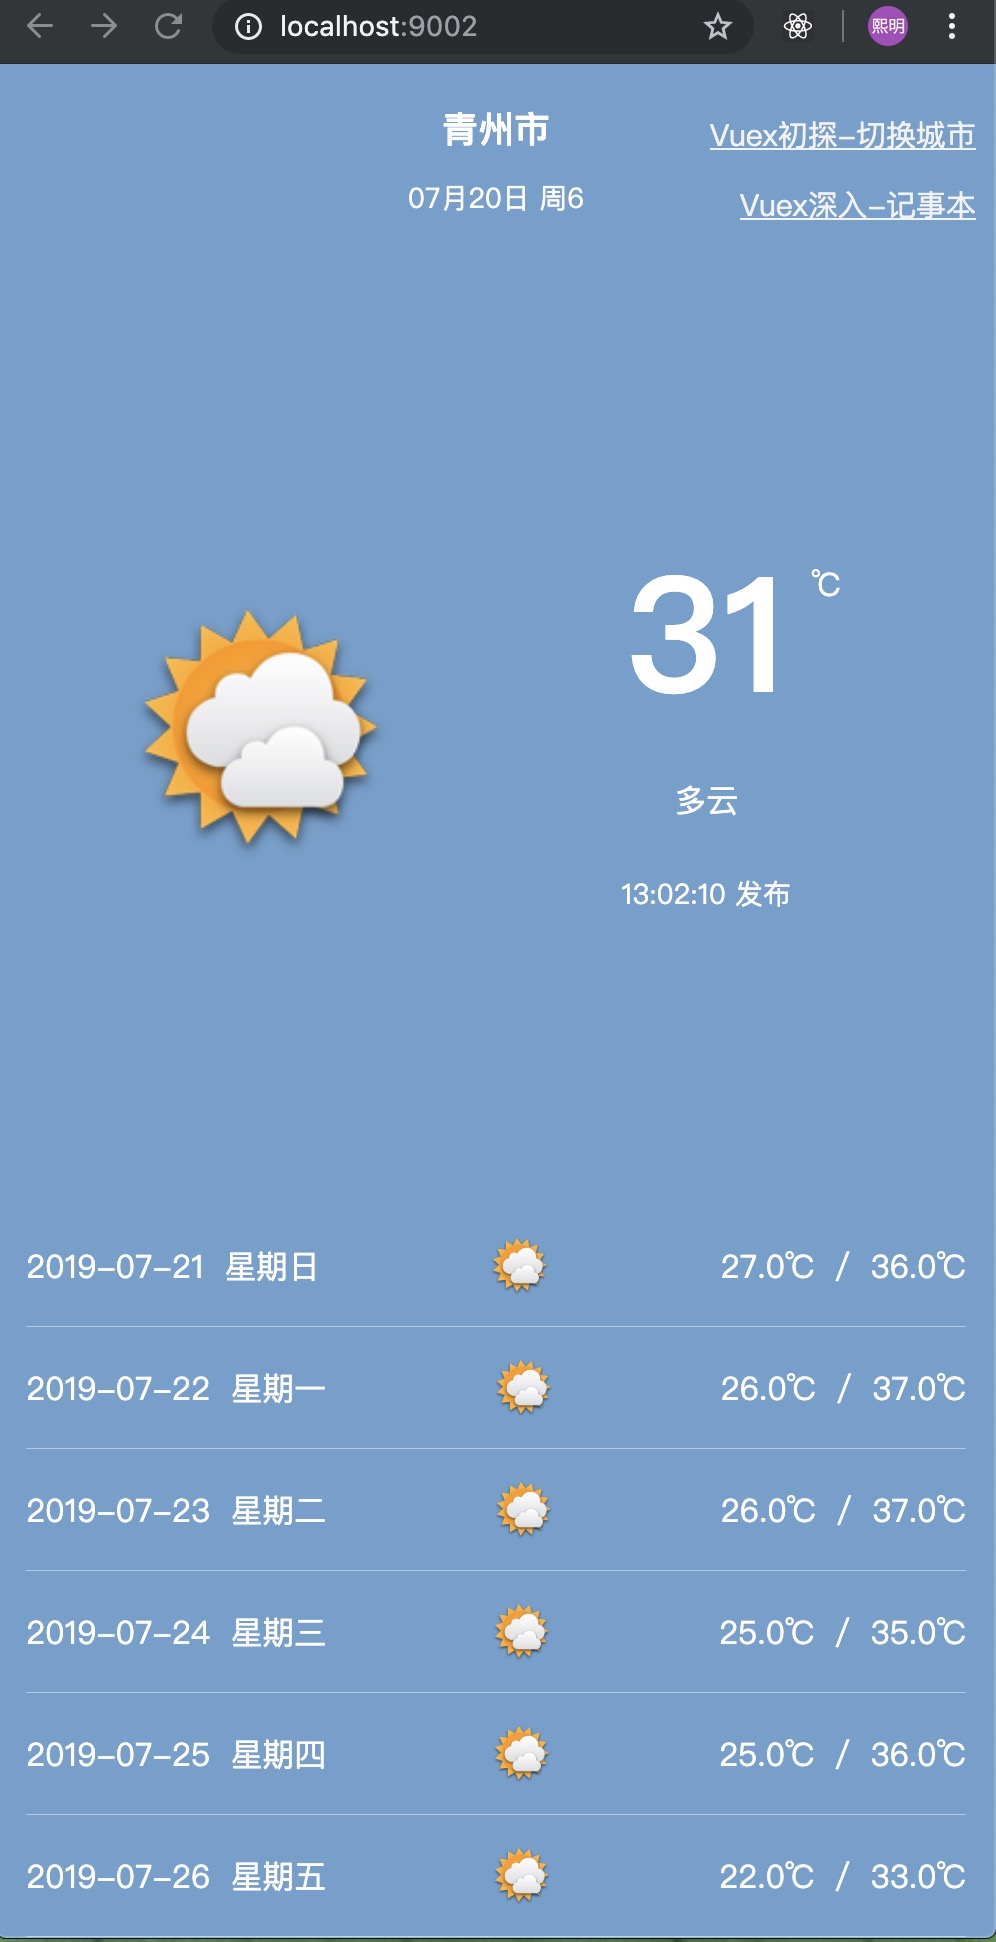 localhost:9002
熙明
青州市
Vuex初探-切换城市
07月20日 周6
Vuex深入-记事本
31 ℃
多云
13:02:10 发布
2019-07-21 星期日 27.0℃ / 36.0℃
2019-07-22 星期一 26.0℃ / 37.0℃
2019-07-23 星期二 26.0℃ / 37.0℃
2019-07-24 星期三 25.0℃ / 35.0℃
2019-07-25 星期四 25.0℃ / 36.0℃
2019-07-26 星期五 22.0℃ / 33.0℃